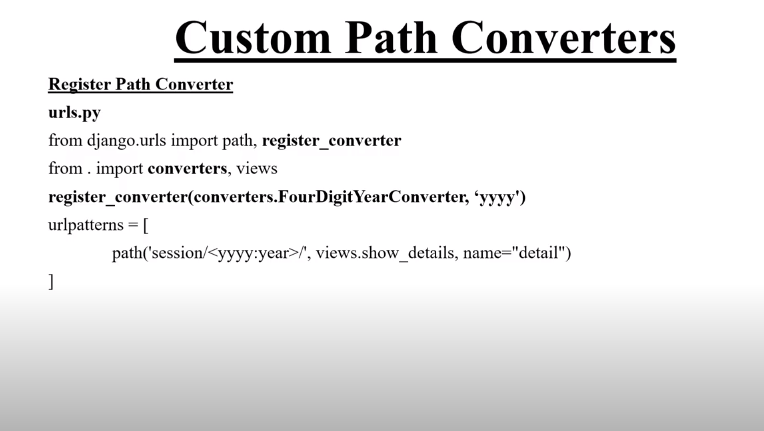 Custom Path Converters
Register Path Converter
urls.py
from django.urls import path, register_converter
from . import converters, views
register_converter(converters.FourDigitYearConverter, ‘yyyy')
urlpatterns = [
path('session/<yyyy:year>/', views.show_details, name="detail")
]